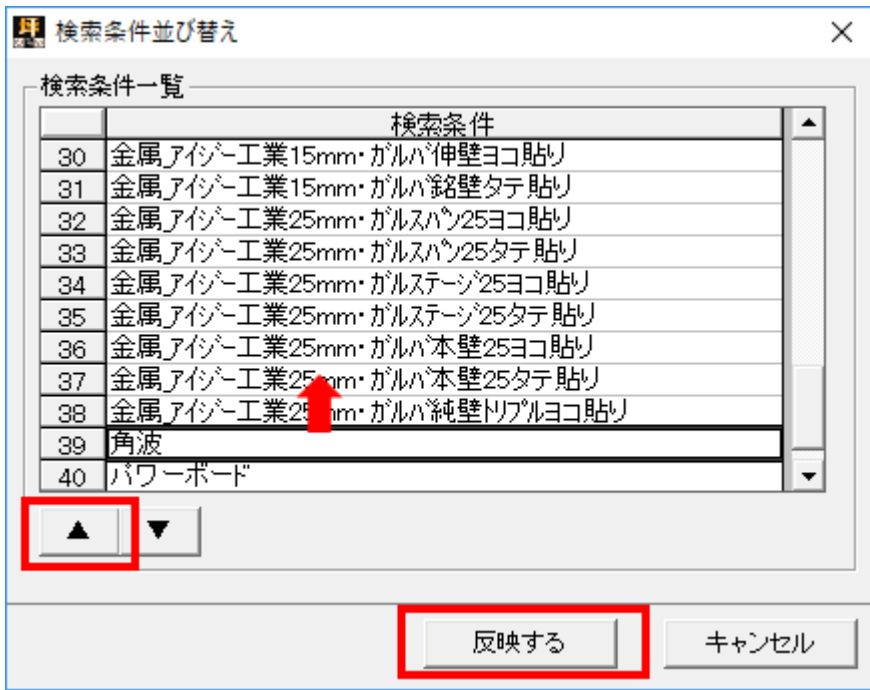 検索条件並び替え
検索条件一覧
検索条件
30 金属_アイジー工業15mm・ガルバ伸壁ヨコ貼り
31 金属_アイジー工業15mm・ガルバ銘壁タテ貼り
32 金属_アイジー工業25mm・ガルスパン25ヨコ貼り
33 金属_アイジー工業25mm・ガルスパン25タテ貼り
34 金属_アイジー工業25mm・ガルステージ25ヨコ貼り
35 金属_アイジー工業25mm・ガルステージ25タテ貼り
36 金属_アイジー工業25mm・ガルバ本壁25ヨコ貼り
37 金属_アイジー工業25mm・ガルバ本壁25タテ貼り
38 金属_アイジー工業25mm・ガルバ純壁トリプルヨコ貼り
39 角波
40 パワーボード
▲ ▼
反映する キャンセル